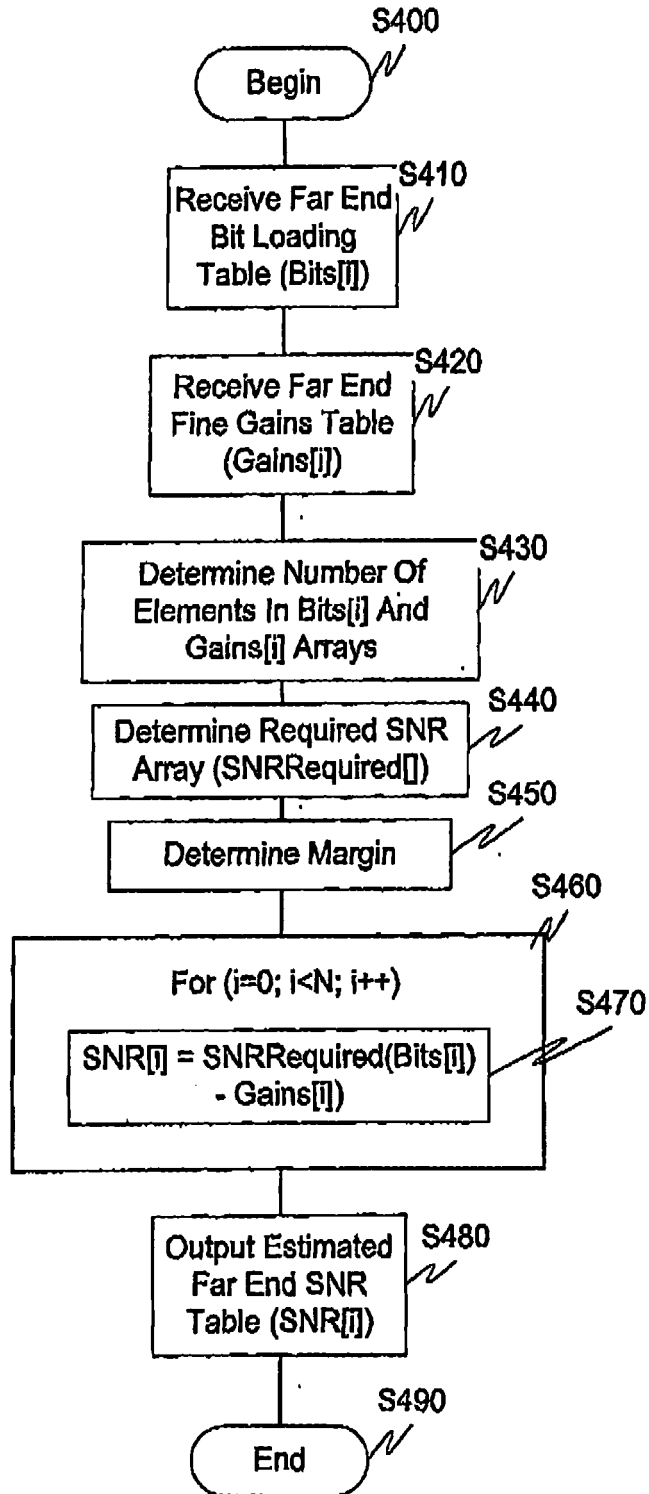 S400
Begin
S410
Receive Far End
Bit Loading
Table (Bits[i])
S420
Receive Far End
Fine Gains Table
(Gains[i])
S430
Determine Number Of
Elements In Bits[i] And
Gains[i] Arrays
S440
Determine Required SNR
Array (SNRRequired[])
S450
Determine Margin
S460
For (i=0; i<N; i++)
S470
SNR[i] = SNRRequired(Bits[i])
- Gains[i])
S480
Output Estimated
Far End SNR
Table (SNR[i])
S490
End